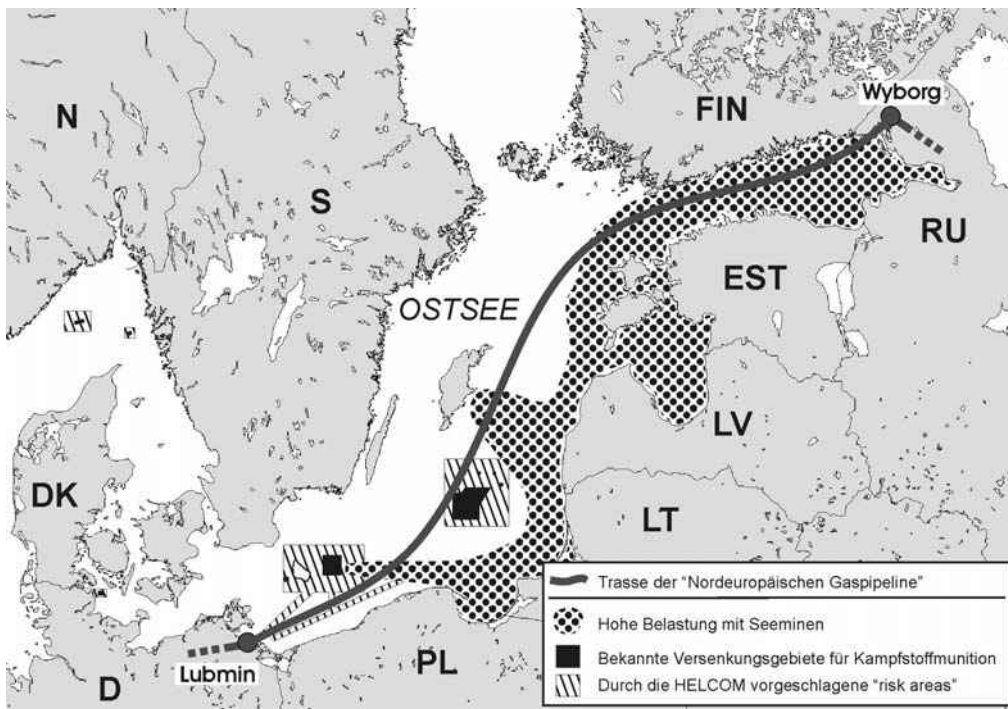 Wyborg
FIN
N
S
RU
EST
OSTSEE
LV
DK
LT
Trasse der "Nordeuropäischen Gaspipeline"
Hohe Belastung mit Seeminen
Bekannte Versenkungsgebiete für Kampfstoffmunition
Durch die HELCOM vorgeschlagene "risk areas"
PL
Lubmin
D